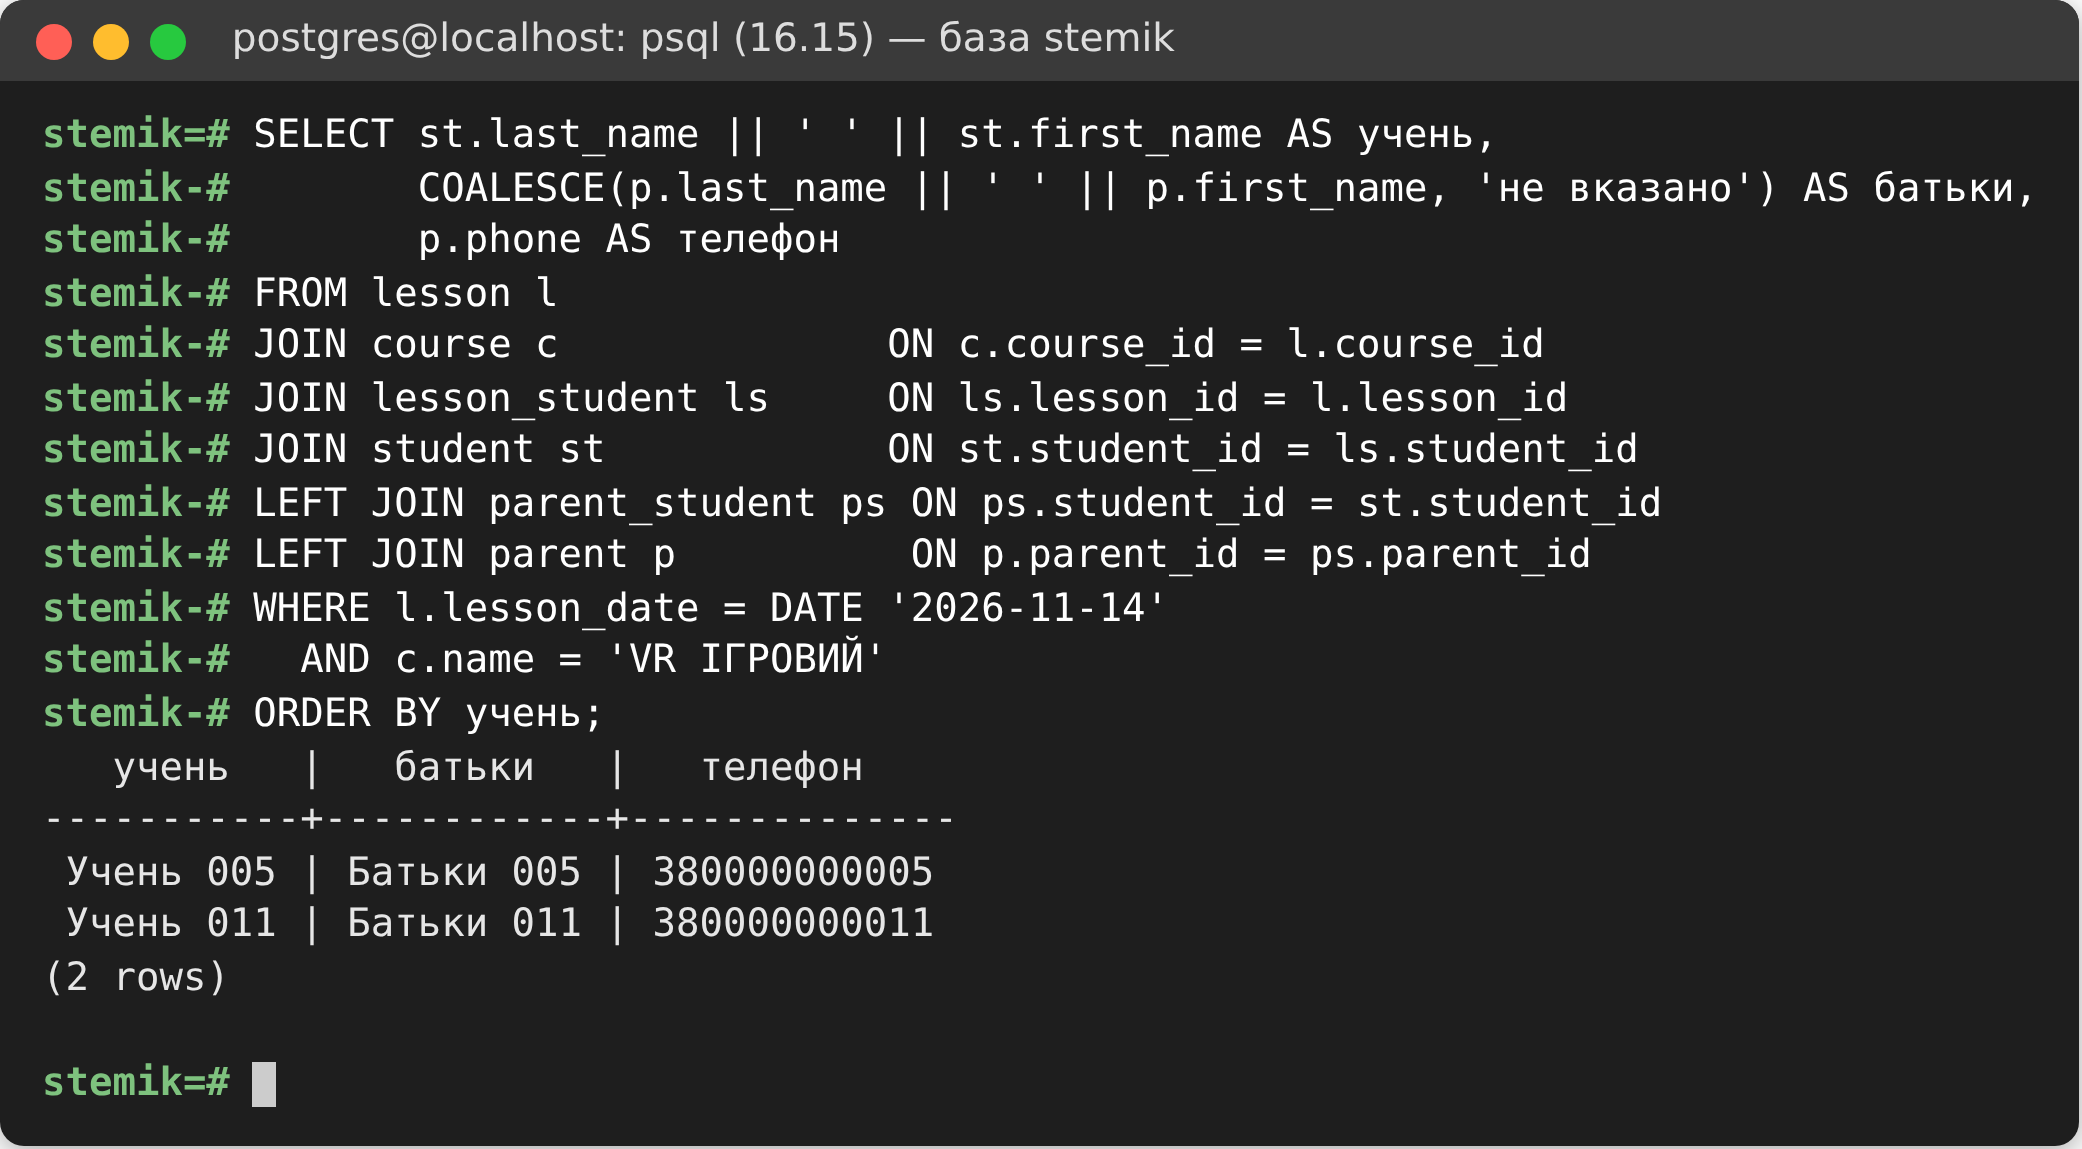 postgres@localhost: psql (16.15) — база stemik
stemik=# SELECT st.last_name || ' ' || st.first_name AS учень,
stemik-#        COALESCE(p.last_name || ' ' || p.first_name, 'не вказано') AS батьки,
stemik-#        p.phone AS телефон
stemik-# FROM lesson l
stemik-# JOIN course c              ON c.course_id = l.course_id
stemik-# JOIN lesson_student ls     ON ls.lesson_id = l.lesson_id
stemik-# JOIN student st            ON st.student_id = ls.student_id
stemik-# LEFT JOIN parent_student ps ON ps.student_id = st.student_id
stemik-# LEFT JOIN parent p          ON p.parent_id = ps.parent_id
stemik-# WHERE l.lesson_date = DATE '2026-11-14'
stemik-#   AND c.name = 'VR ІГРОВИЙ'
stemik-# ORDER BY учень;
   учень   |   батьки   |   телефон
-----------+------------+--------------
 Учень 005 | Батьки 005 | 380000000005
 Учень 011 | Батьки 011 | 380000000011
(2 rows)
stemik=#